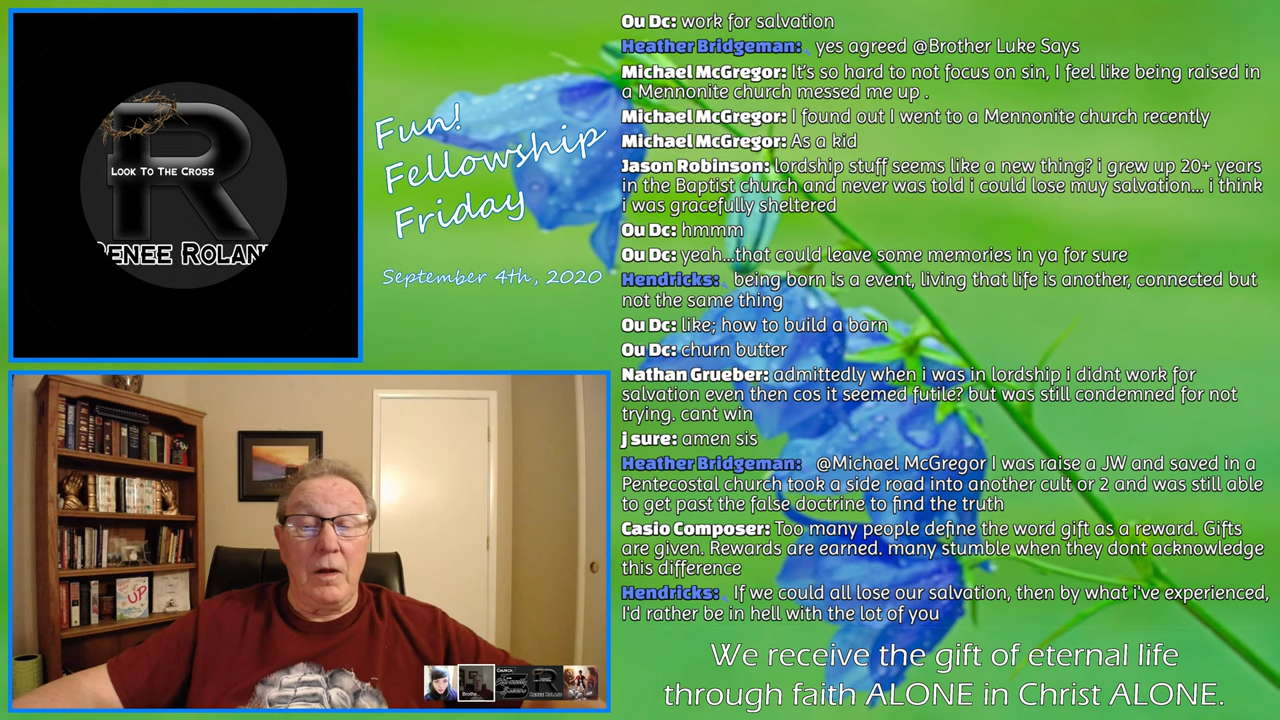 Look To The Cross
RENEE ROLAN
Fun!
Fellowship
Friday
September 4th, 2020
Ou Dc: work for salvation
Heather Bridgeman: yes agreed @Brother Luke Says
Michael McGregor: It's so hard to not focus on sin, I feel like being raised in
a Mennonite church messed me up .
Michael McGregor: I found out I went to a Mennonite church recently
Michael McGregor: As a kid
Jason Robinson: lordship stuff seems like a new thing? i grew up 20+ years
in the Baptist church and never was told i could lose muy salvation... i think
i was gracefully sheltered
Ou Dc: hmmm
Ou Dc: yeah...that could leave some memories in ya for sure
Hendricks: being born is a event, living that life is another, connected but
not the same thing
Ou Dc: like; how to build a barn
Ou Dc: churn butter
Nathan Grueber: admittedly when i was in lordship i didnt work for
salvation even then cos it seemed futile? but was still condemned for not
trying. cant win
j sure: amen sis
Heather Bridgeman: @Michael McGregor I was raise a JW and saved in a
Pentecostal church took a side road into another cult or 2 and was still able
to get past the false doctrine to find the truth
Casio Composer: Too many people define the word gift as a reward. Gifts
are given. Rewards are earned. many stumble when they dont acknowledge
this difference
Hendricks: If we could all lose our salvation, then by what i've experienced,
I'd rather be in hell with the lot of you
We receive the gift of eternal life
through faith ALONE in Christ ALONE.
UP
Brothe...
CHURCH
RENEE ROLAND